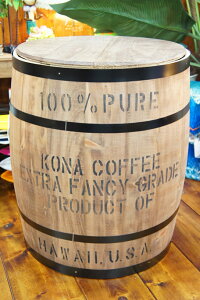 100% PURE
KONA COFFEE
EXTRA FANCY GRADE
PRODUCT OF
HAWAII, U.S.A.